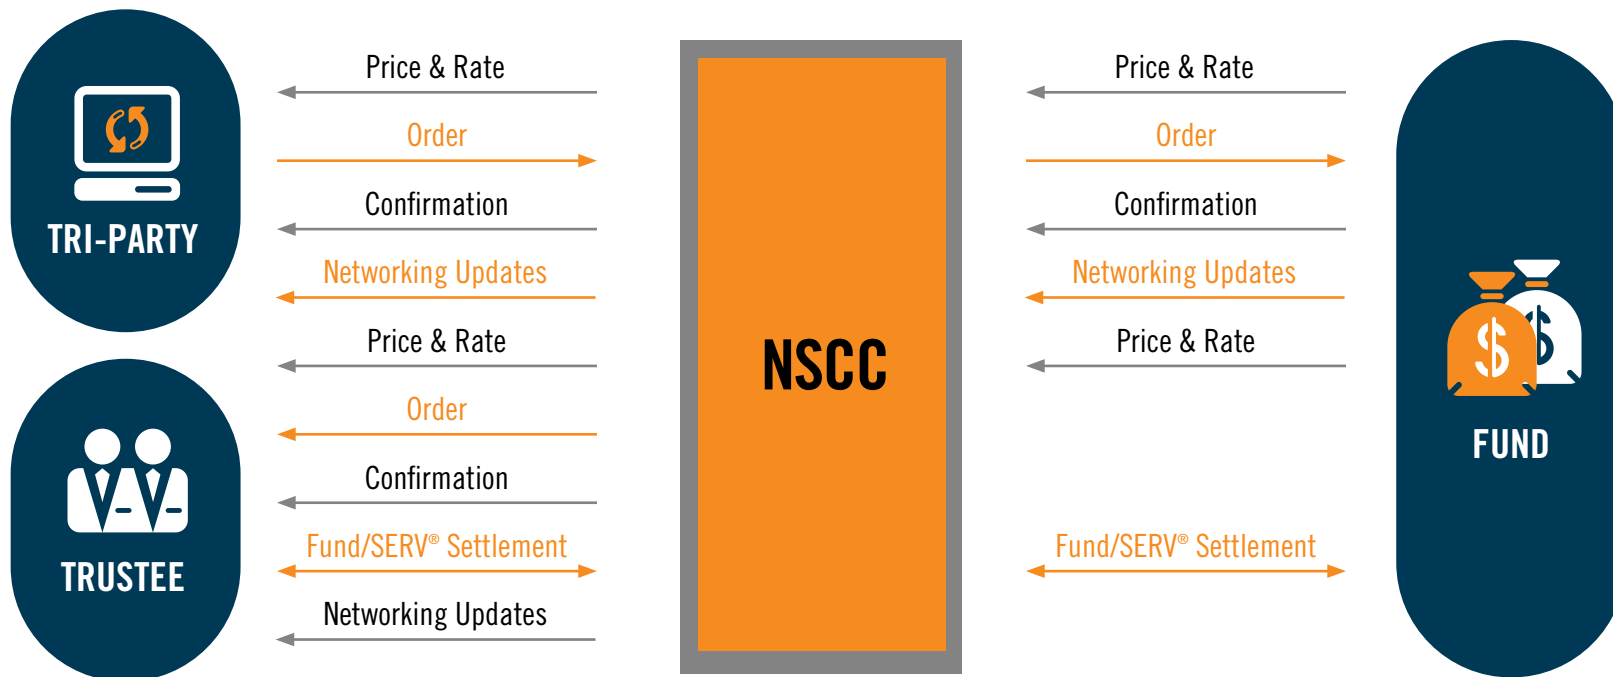 TRI-PARTY
TRUSTEE
Price & Rate
Order
Confirmation
Networking Updates
Price & Rate
Order
Confirmation
Fund/SERV® Settlement
Networking Updates
NSCC
Price & Rate
Order
Confirmation
Networking Updates
Price & Rate
Fund/SERV® Settlement
$
$
FUND